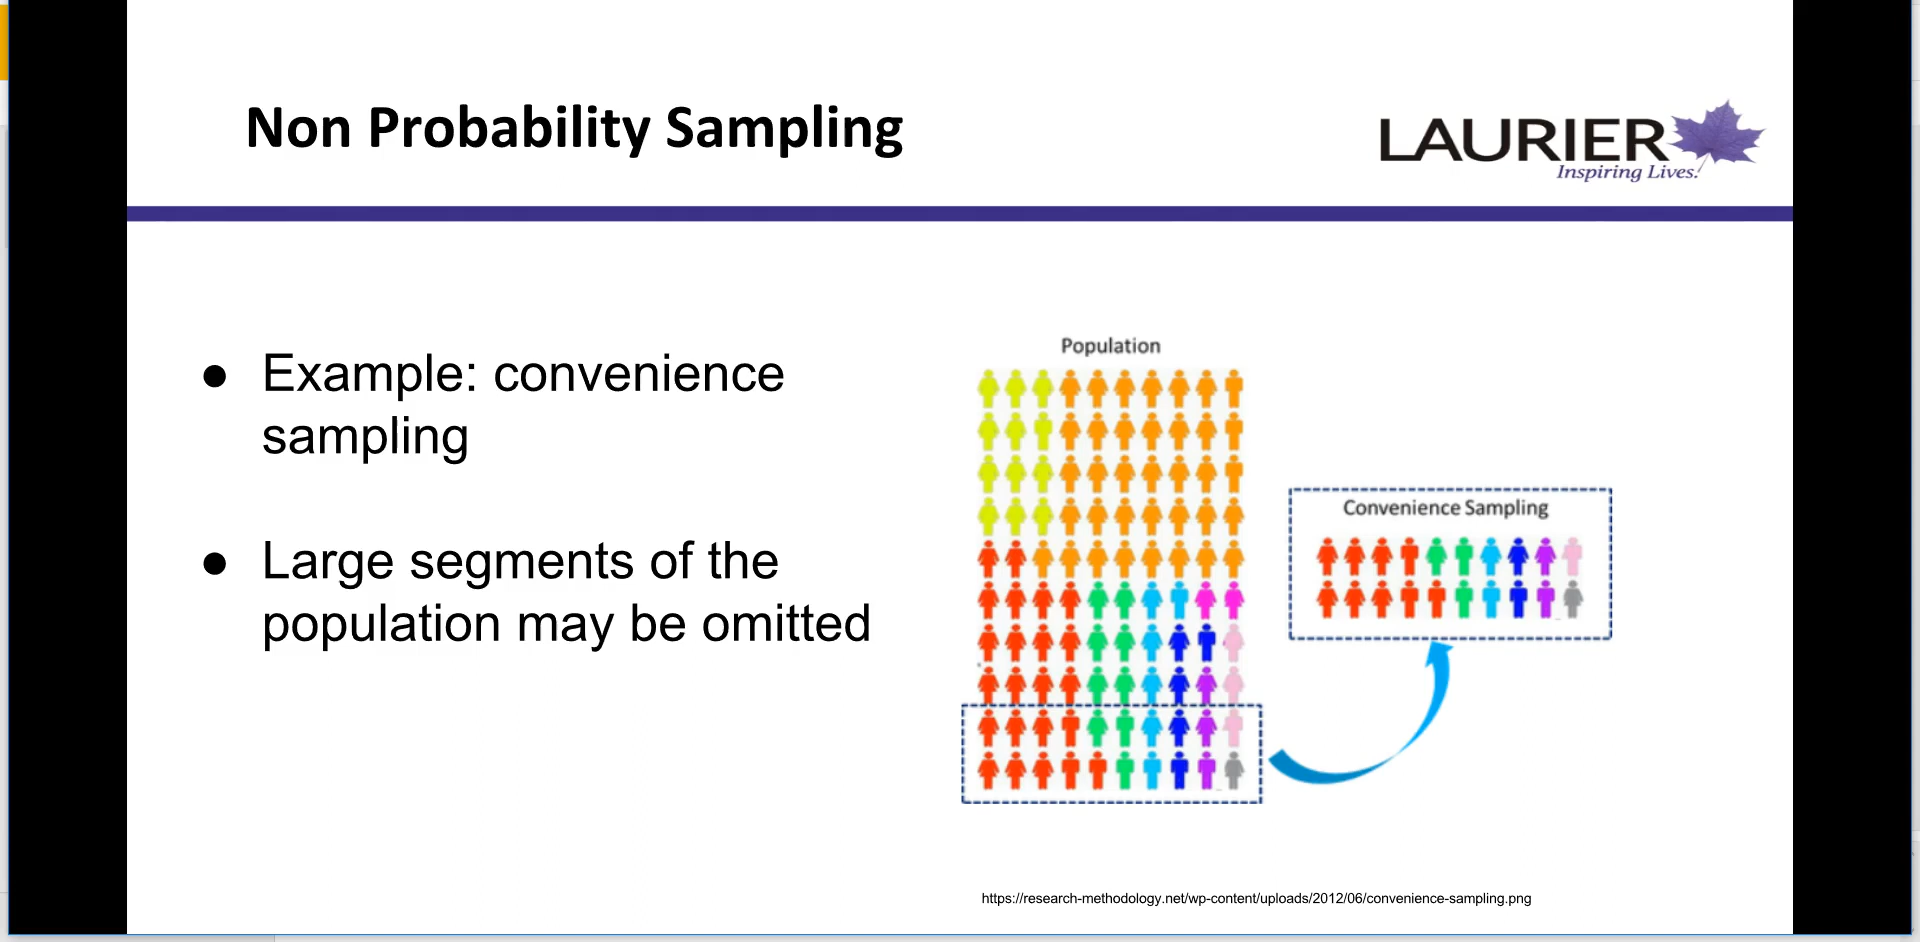 Non Probability Sampling
LAURIER
Inspiring Lives.
● Example: convenience
sampling
● Large segments of the
population may be omitted
Population
Convenience Sampling
https://research-methodology.net/wp-content/uploads/2012/06/convenience-sampling.png